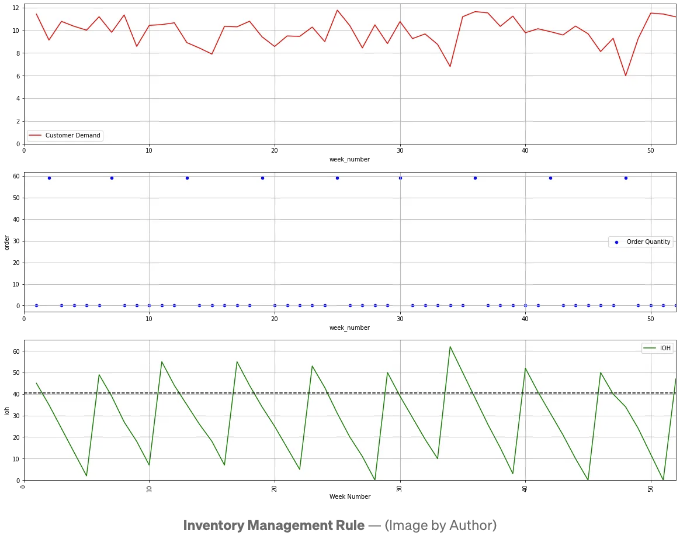 12
10
8
6
4
2
0
Customer Demand
0 10 20 30 40 50
week_number
60
50
40
30
20
10
0
order
Order Quantity
0 10 20 30 40 50
week_number
60
50
40
30
20
10
0
ioh
IOH
0 10 20 30 40 50
Week Number
Inventory Management Rule — (Image by Author)